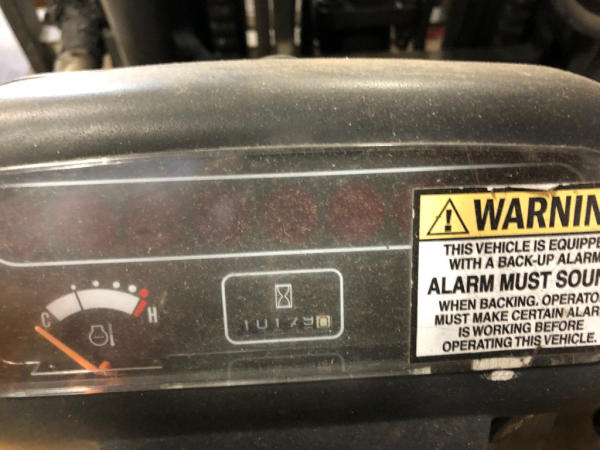 WARNIN
THIS VEHICLE IS EQUIPPE
WITH A BACK-UP ALARM
ALARM MUST SOUN
WHEN BACKING. OPERATO
MUST MAKE CERTAIN ALAR
IS WORKING BEFORE
OPERATING THIS VEHICLE.
C H